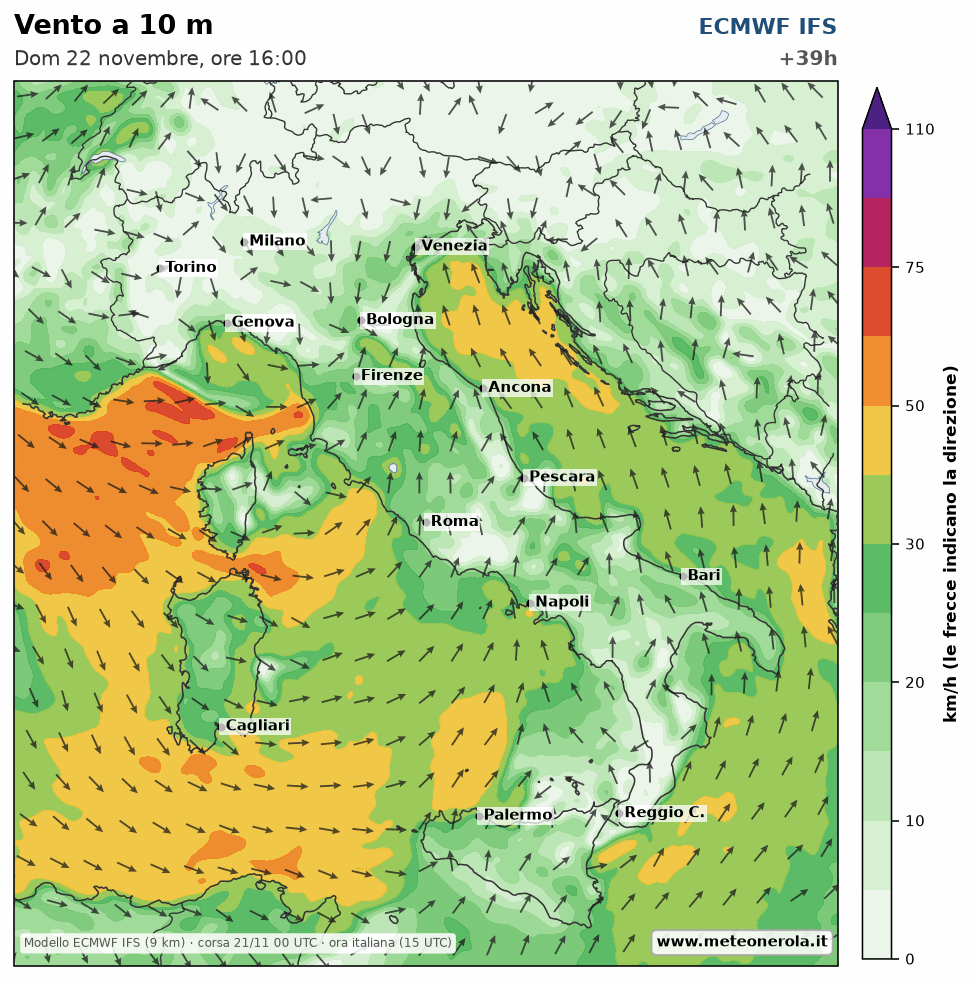 Vento a 10 m
ECMWF IFS
Dom 22 novembre, ore 16:00
+39h
110
75
50
30
20
10
0
km/h (le frecce indicano la direzione)
Milano
Venezia
Torino
Genova
Bologna
Firenze
Ancona
Pescara
Roma
Bari
Napoli
Cagliari
Palermo
Reggio C.
Modello ECMWF IFS (9 km) · corsa 21/11 00 UTC · ora italiana (15 UTC)
www.meteonerola.it